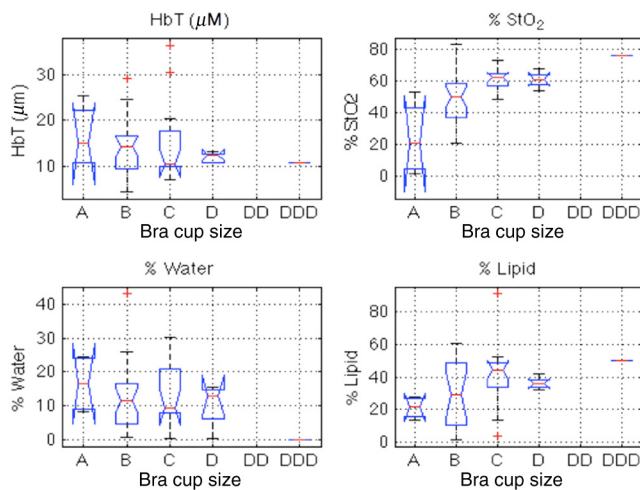 HbT (μM)
HbT (μm)
30
20
10
A B C D DD DDD
Bra cup size
% StO₂
% StO2
80
60
40
20
0
A B C D DD DDD
Bra cup size
% Water
% Water
40
30
20
10
0
A B C D DD DDD
Bra cup size
% Lipid
% Lipid
80
60
40
20
0
A B C D DD DDD
Bra cup size